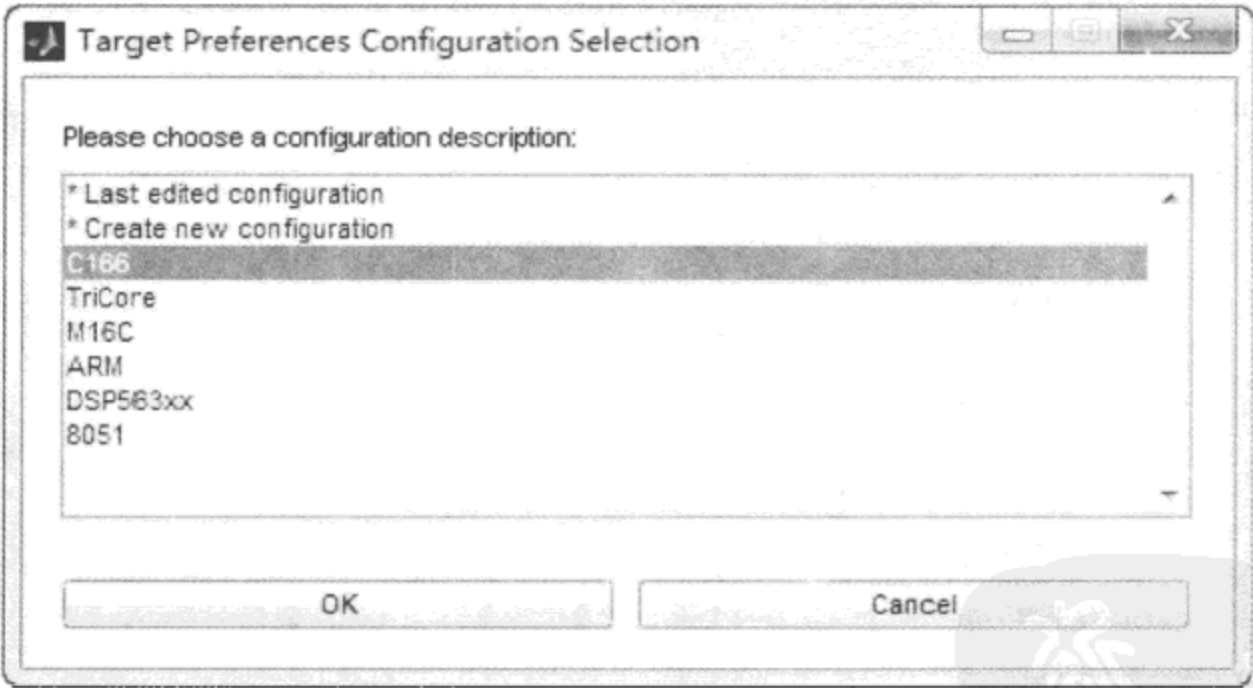 Target Preferences Configuration Selection
Please choose a configuration description:
* Last edited configuration
* Create new configuration
C166
TriCore
M16C
ARM
DSP563xx
8051
OK
Cancel